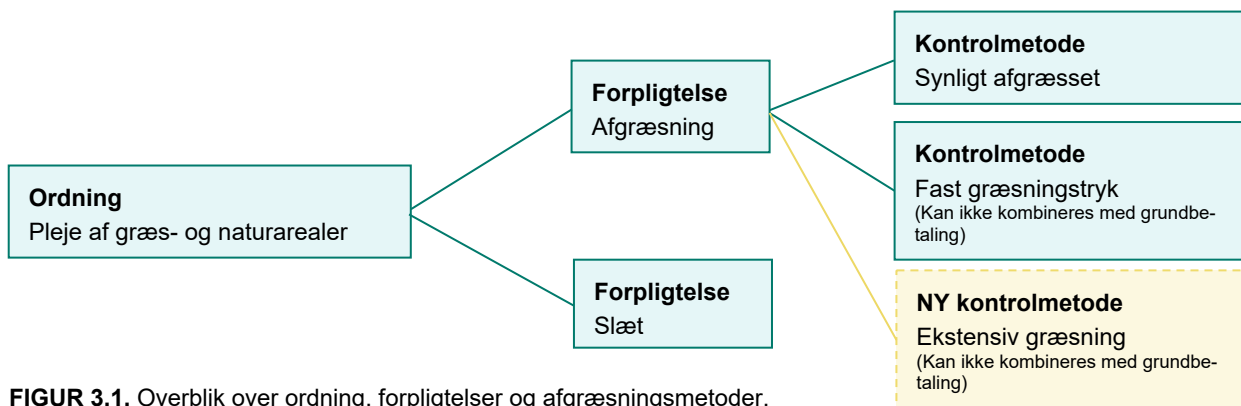 Ordning
Pleje af græs- og naturarealer
Forpligtelse
Afgræsning
Forpligtelse
Slæt
Kontrolmetode
Synligt afgræsset
Kontrolmetode
Fast græsningstryk
(Kan ikke kombineres med grundbe-
taling)
NY kontrolmetode
Ekstensiv græsning
(Kan ikke kombineres med grundbe-
taling)
FIGUR 3.1. Overblik over ordning, forpligtelser og afgræsningsmetoder.